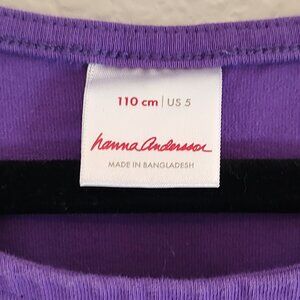 110 cm | US 5
hanna andersson
MADE IN BANGLADESH